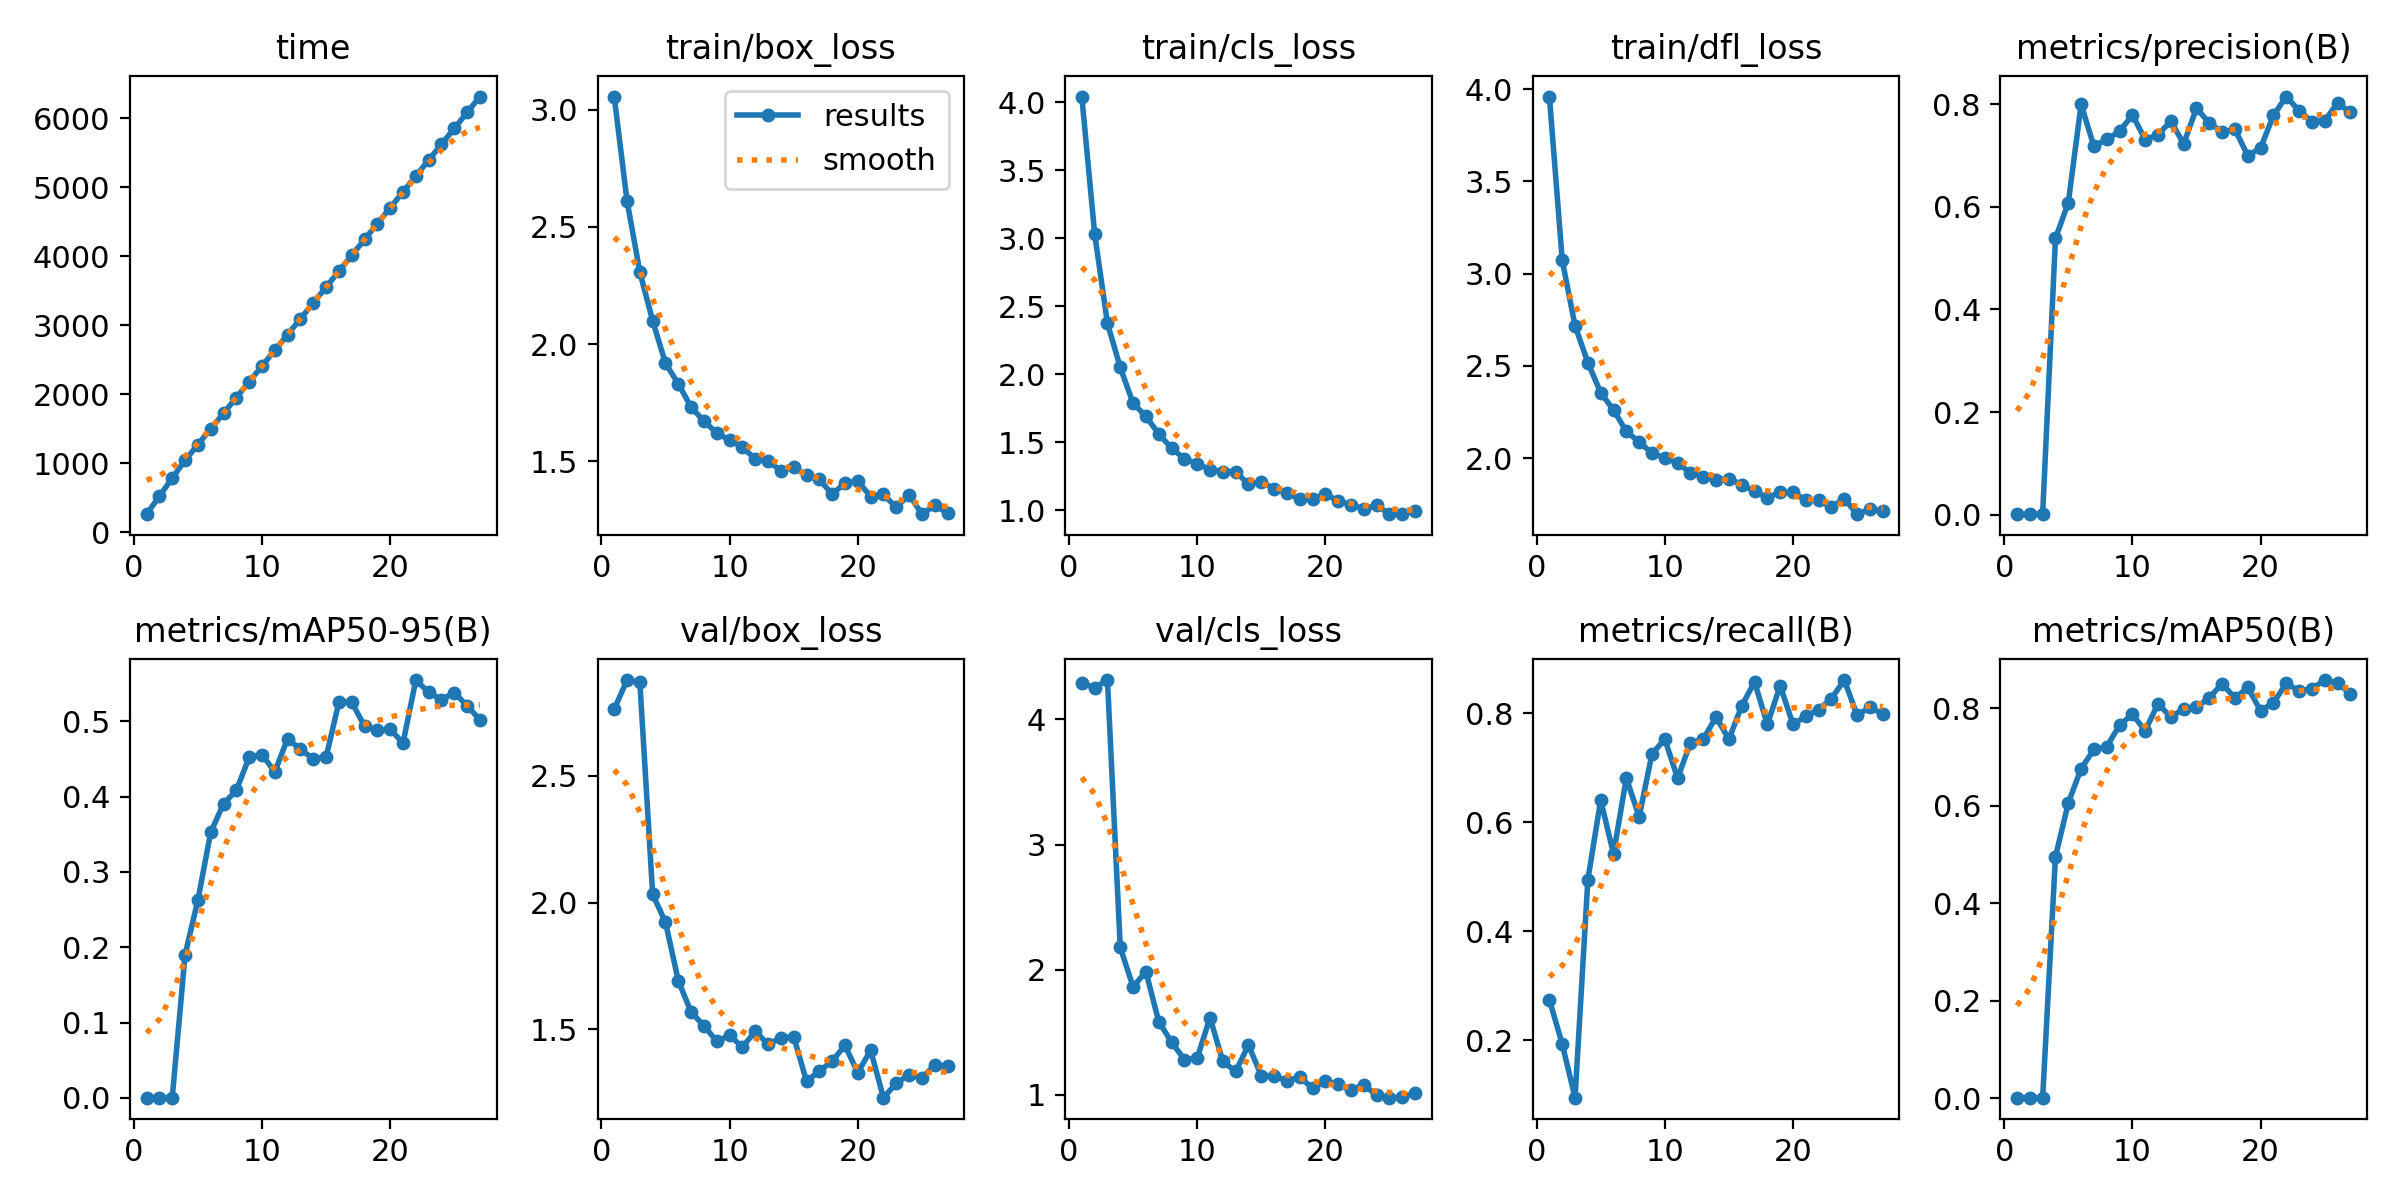 time
6000
5000
4000
3000
2000
1000
0
0 10 20
train/box_loss
results
smooth
3.0
2.5
2.0
1.5
0 10 20
train/cls_loss
4.0
3.5
3.0
2.5
2.0
1.5
1.0
0 10 20
train/dfl_loss
4.0
3.5
3.0
2.5
2.0
0 10 20
metrics/precision(B)
0.8
0.6
0.4
0.2
0.0
0 10 20
metrics/mAP50-95(B)
0.5
0.4
0.3
0.2
0.1
0.0
0 10 20
val/box_loss
2.5
2.0
1.5
0 10 20
val/cls_loss
4
3
2
1
0 10 20
metrics/recall(B)
0.8
0.6
0.4
0.2
0 10 20
metrics/mAP50(B)
0.8
0.6
0.4
0.2
0.0
0 10 20